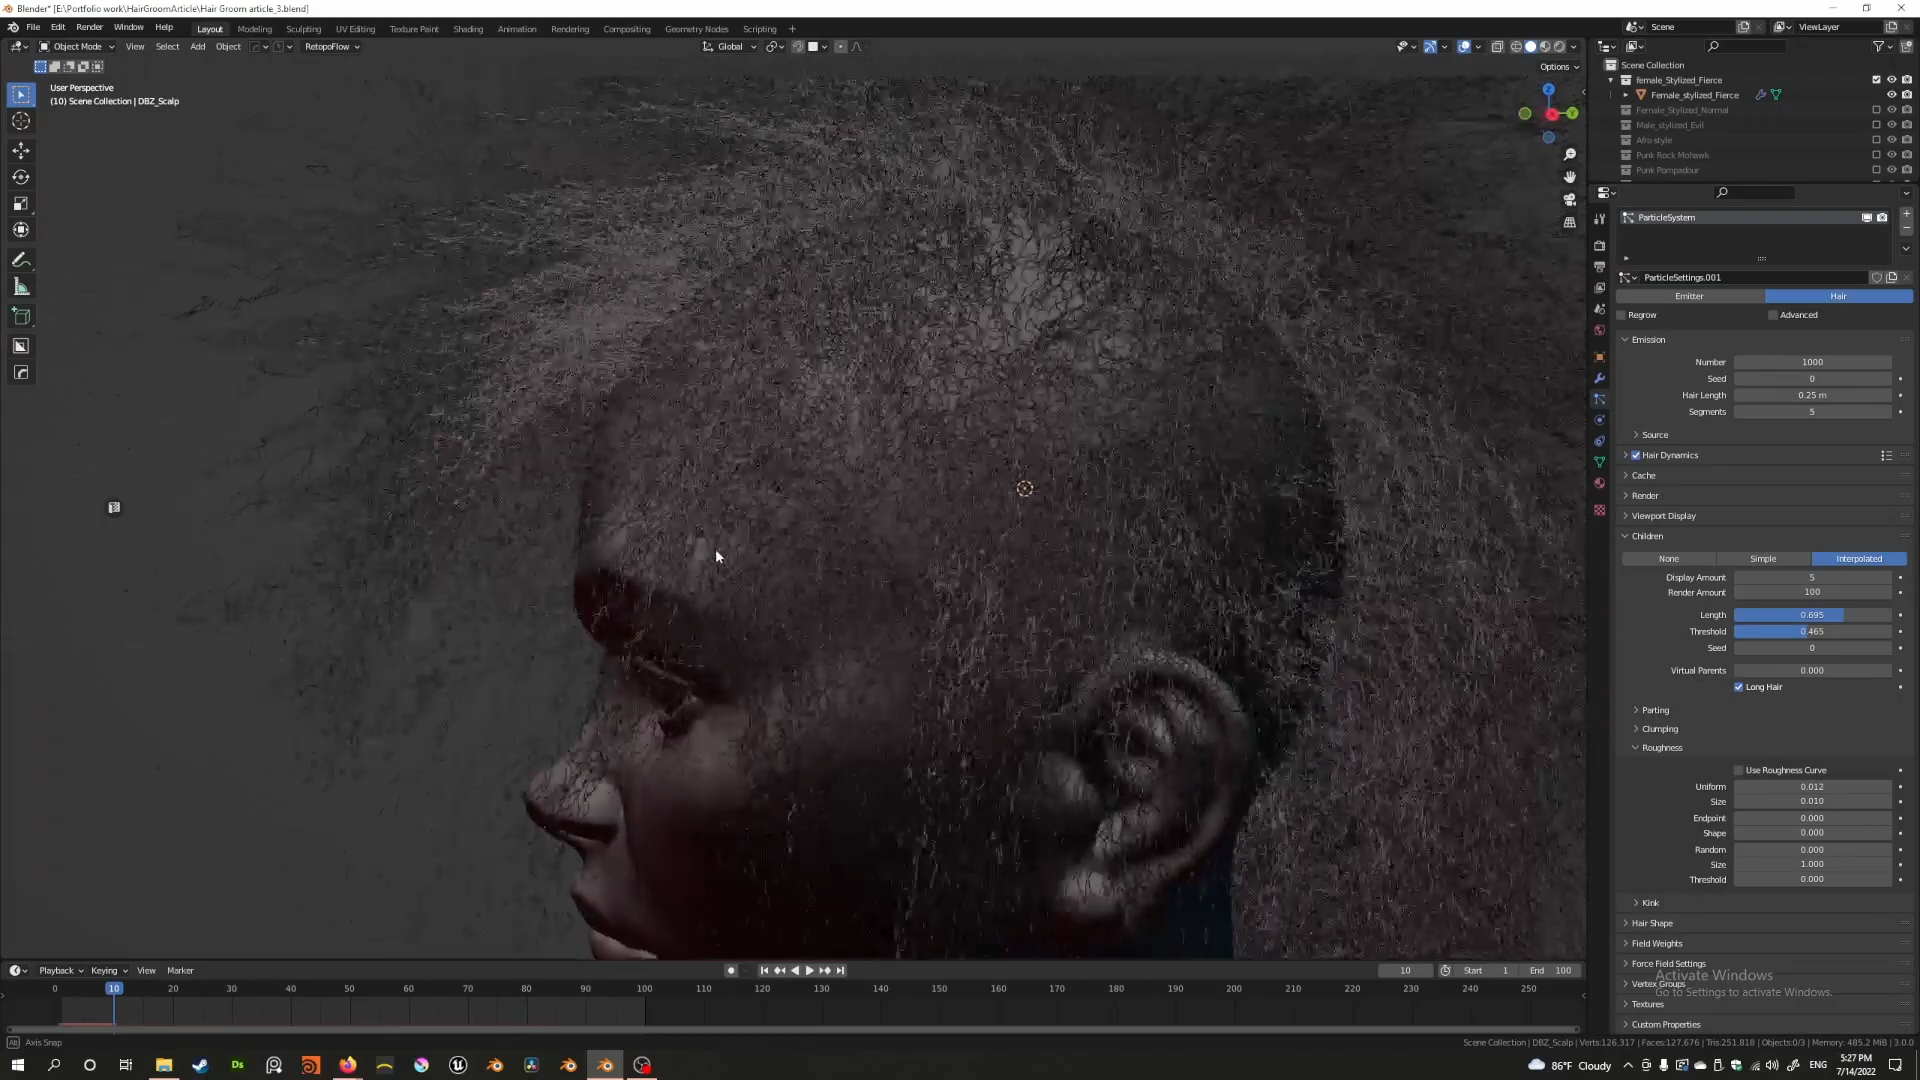 Blender* [E:\Portfolio work\HairGroomArticle\Hair Groom article_3.blend]
File Edit Render Window Help Layout Modeling Sculpting UV Editing Texture Paint Shading Animation Rendering Compositing Geometry Nodes Scripting + Scene ViewLayer
Object Mode View Select Add Object RetopoFlow Global
Options
User Perspective
(10) Scene Collection | DBZ_Scalp
Scene Collection
female_Stylized_Fierce
Female_stylized_Fierce
Female_Stylized_Normal
Male_stylized_Evil
Afro style
Punk Rock Mohawk
Punk Pompadour
ParticleSystem
ParticleSettings.001
Emitter Hair
Regrow Advanced
Emission
Number 1000
Seed 0
Hair Length 0.25 m
Segments 5
Source
Hair Dynamics
Cache
Render
Viewport Display
Children
None Simple Interpolated
Display Amount 5
Render Amount 100
Length 0.695
Threshold 0.465
Seed 0
Virtual Parents 0.000
Long Hair
Parting
Clumping
Roughness
Use Roughness Curve
Uniform 0.012
Size 0.010
Endpoint 0.000
Shape 0.000
Random 0.000
Size 1.000
Threshold 0.000
Kink
Hair Shape
Field Weights
Force Field Settings
Vertex Groups
Textures
Custom Properties
Activate Windows
Go to Settings to activate Windows.
Playback Keying View Marker 10 Start 1 End 100
0 10 20 30 40 50 60 70 80 90 100 110 120 130 140 150 160 170 180 190 200 210 220 230 240 250
Alt Axis Snap
Scene Collection | DBZ_Scalp | Verts:126,317 | Faces:127,676 | Tris:251,818 | Objects:0/3 | Memory: 485.2 MiB | 3.0.0
Ds 86°F Cloudy ENG 5:27 PM
7/14/2022